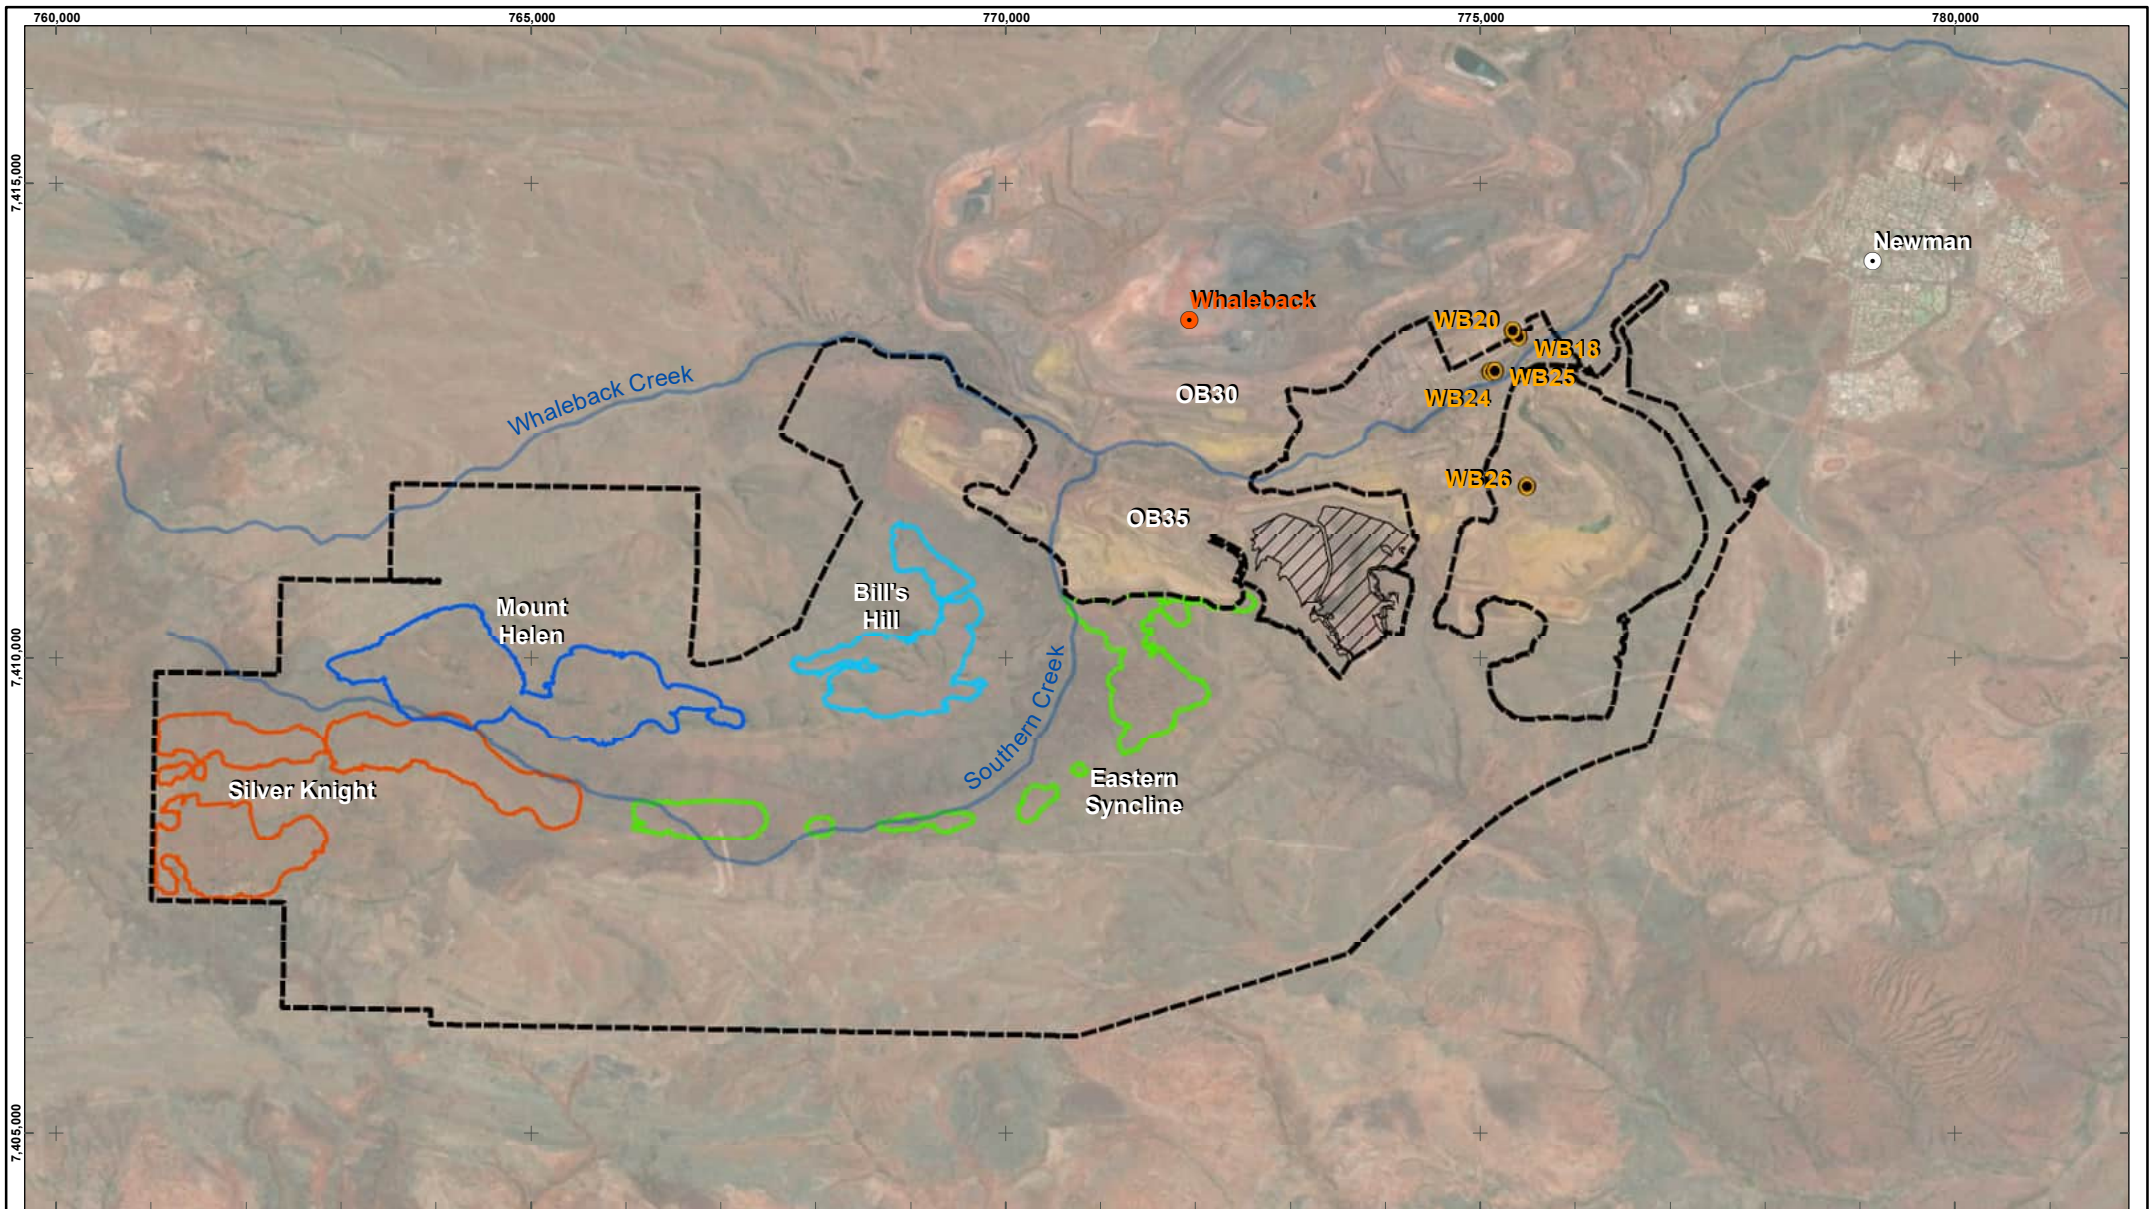 760,000
765,000
770,000
775,000
780,000
7,415,000
Newman
Whaleback
WB20
WB18
Whaleback Creek
WB25
OB30
WB24
WB26
OB35
Bill's
Hill
Mount
Helen
7,410,000
Southern Creek
Eastern
Syncline
Silver Knight
7,405,000